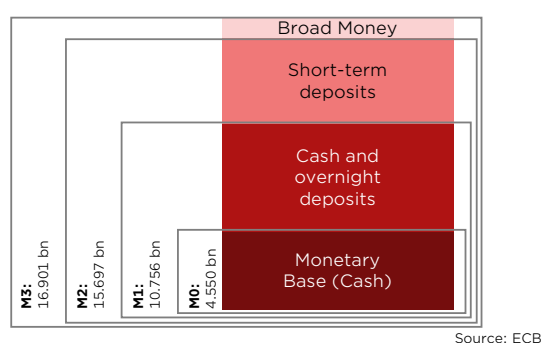 Broad Money
Short-term
deposits
Cash and
overnight
deposits
Monetary
Base (Cash)
M3:
16.901 bn
M2:
15.697 bn
M1:
10.756 bn
M0:
4.550 bn
Source: ECB